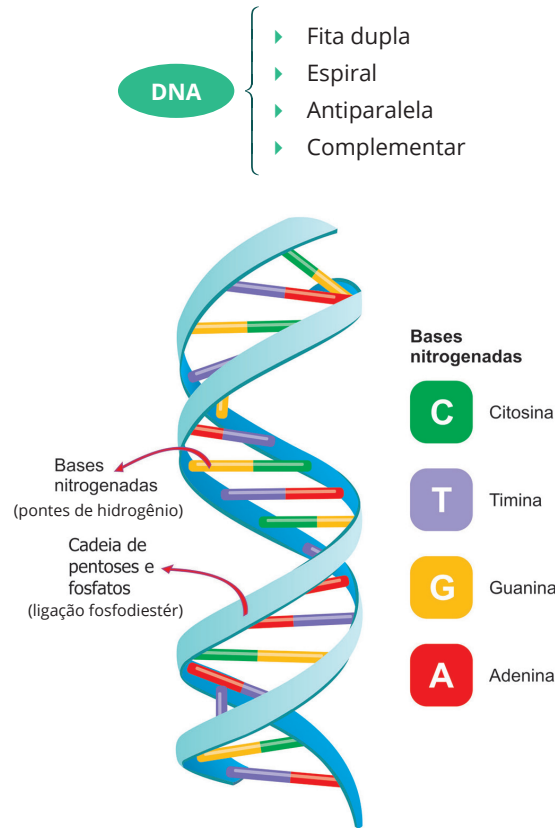 DNA
Fita dupla
Espiral
Antiparalela
Complementar
Bases
nitrogenadas
(pontes de hidrogênio)
Cadeia de
pentoses e
fosfatos
(ligação fosfodiestér)
Bases
nitrogenadas
C
Citosina
T
Timina
G
Guanina
A
Adenina